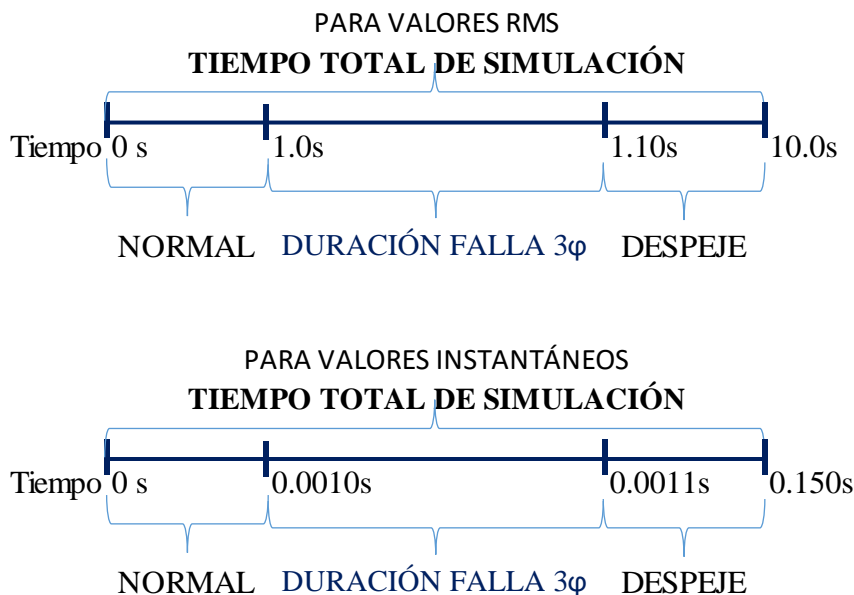 PARA VALORES RMS
TIEMPO TOTAL DE SIMULACIÓN
Tiempo 0 s 1.0s 1.10s 10.0s
NORMAL DURACIÓN FALLA 3φ DESPEJE
PARA VALORES INSTANTÁNEOS
TIEMPO TOTAL DE SIMULACIÓN
Tiempo 0 s 0.0010s 0.0011s 0.150s
NORMAL DURACIÓN FALLA 3φ DESPEJE